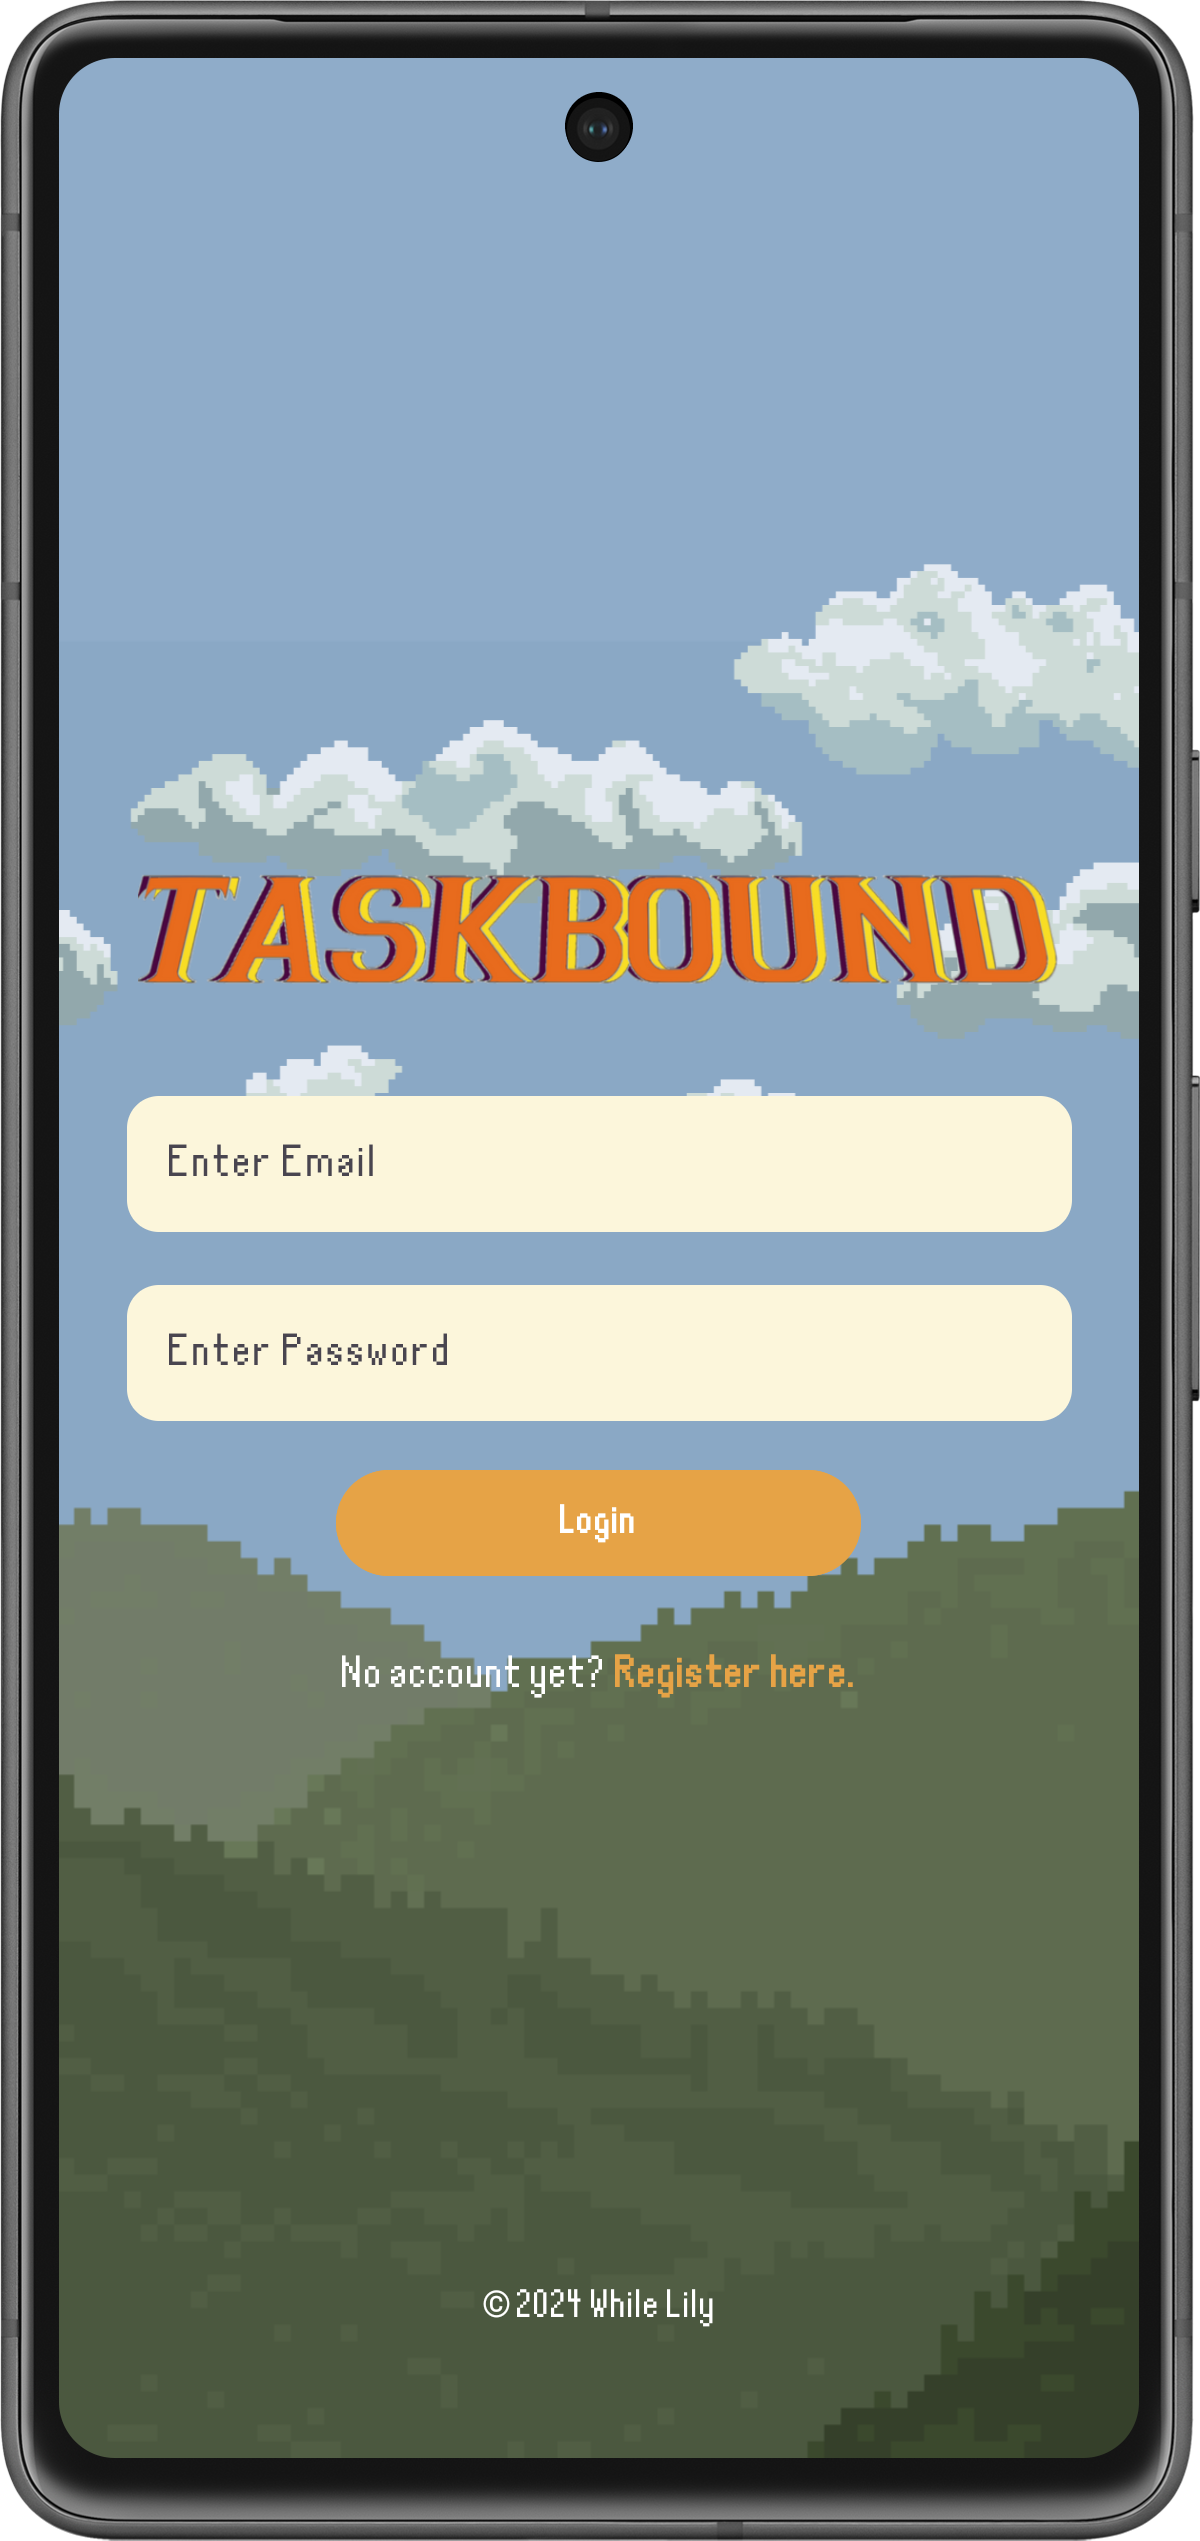 TASKBOUND
Enter Email
Enter Password
Login
No account yet? Register here.
© 2024 While Lily